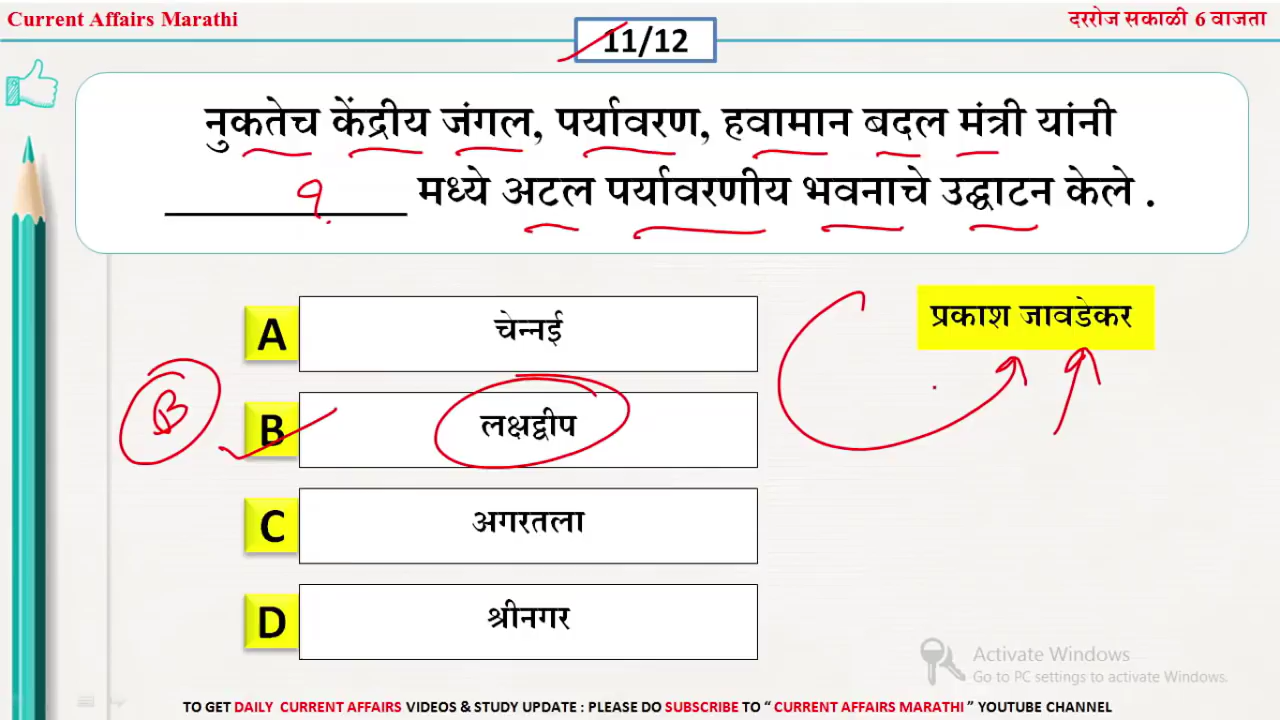 Current Affairs Marathi
दररोज सकाळी 6 वाजता
11/12
नुकतेच केंद्रीय जंगल, पर्यावरण, हवामान बदल मंत्री यांनी
__________ ? मध्ये अटल पर्यावरणीय भवनाचे उद्घाटन केले .
A चेन्नई
प्रकाश जावडेकर
B B लक्षद्वीप
C अगरतला
D श्रीनगर
Activate Windows
Go to PC settings to activate Windows.
TO GET DAILY CURRENT AFFAIRS VIDEOS & STUDY UPDATE : PLEASE DO SUBSCRIBE TO “ CURRENT AFFAIRS MARATHI ” YOUTUBE CHANNEL